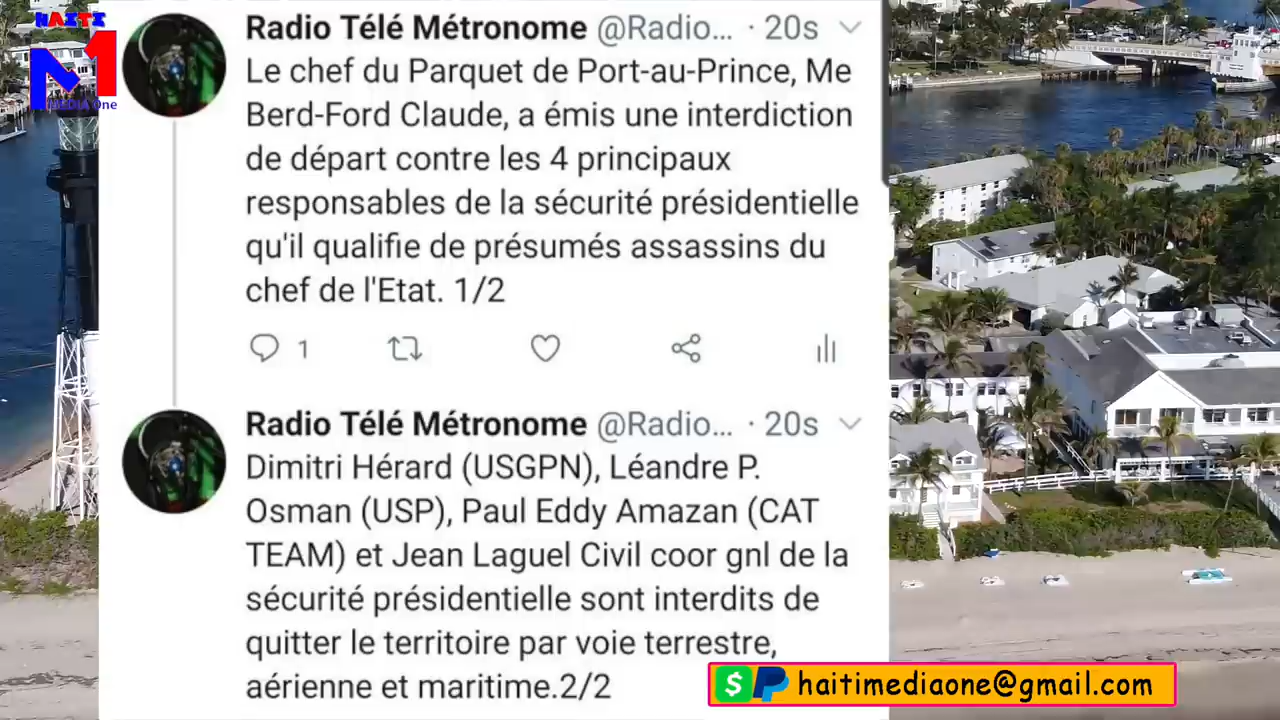 HAITI
M1
MEDIA One
Radio Télé Métronome @Radio... · 20s
Le chef du Parquet de Port-au-Prince, Me
Berd-Ford Claude, a émis une interdiction
de départ contre les 4 principaux
responsables de la sécurité présidentielle
qu'il qualifie de présumés assassins du
chef de l'Etat. 1/2
1
Radio Télé Métronome @Radio... · 20s
Dimitri Hérard (USGPN), Léandre P.
Osman (USP), Paul Eddy Amazan (CAT
TEAM) et Jean Laguel Civil coor gnl de la
sécurité présidentielle sont interdits de
quitter le territoire par voie terrestre,
aérienne et maritime.2/2
$ haitimediaone@gmail.com